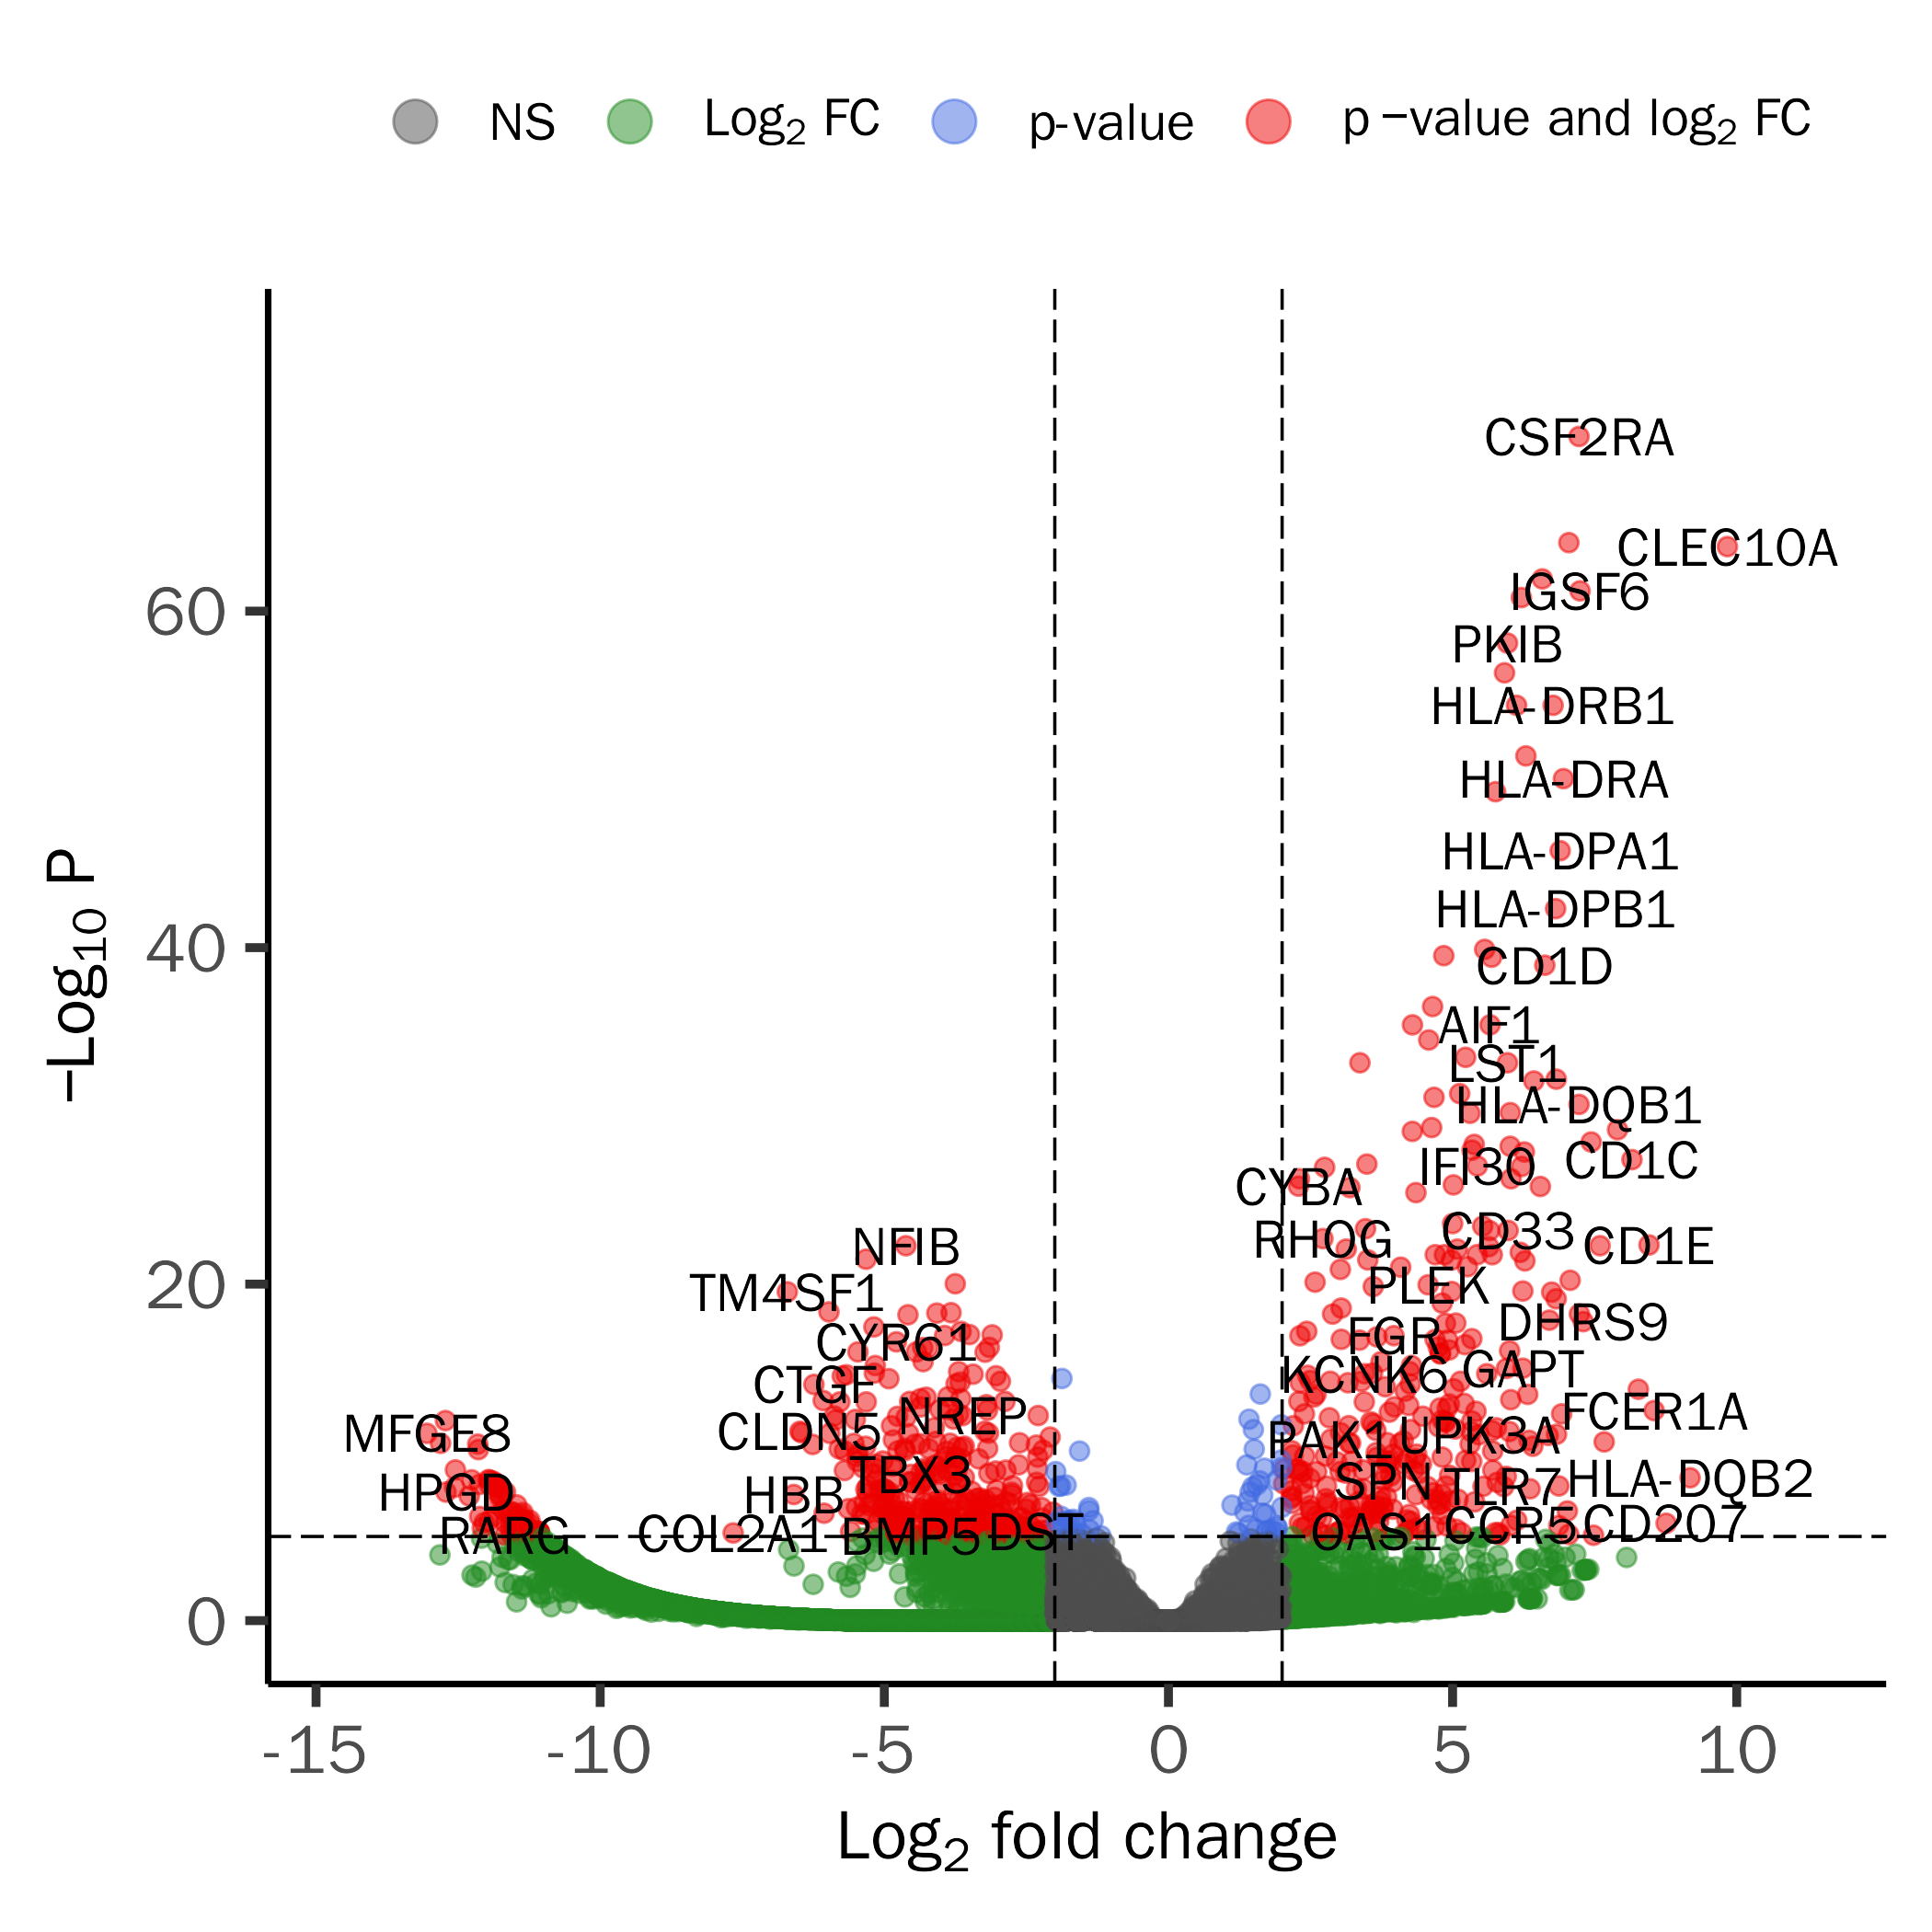 NS Log2 FC p-value p −value and log2 FC
CSF2RA
CLEC10A
60
IGSF6
PKIB
HLA-DRB1
HLA-DRA
HLA-DPA1
HLA-DPB1
40
CD1D
AIF1
LST1
HLA-DQB1
IFI30 CD1C
CYBA
CD33
RHOG CD1E
NFIB
20
TM4SF1 PLEK
DHRS9
CYR61 FGR
CTGF KCNK6 GAPT
NREP FCER1A
MFGE8 CLDN5 PAK1 UPK3A
TBX3
HPGD HBB SPN TLR7 HLA-DQB2
RARG COL2A1 BMP5 DST OAS1 CCR5 CD207
0
−Log10 P
-15 -10 -5 0 5 10
Log2 fold change